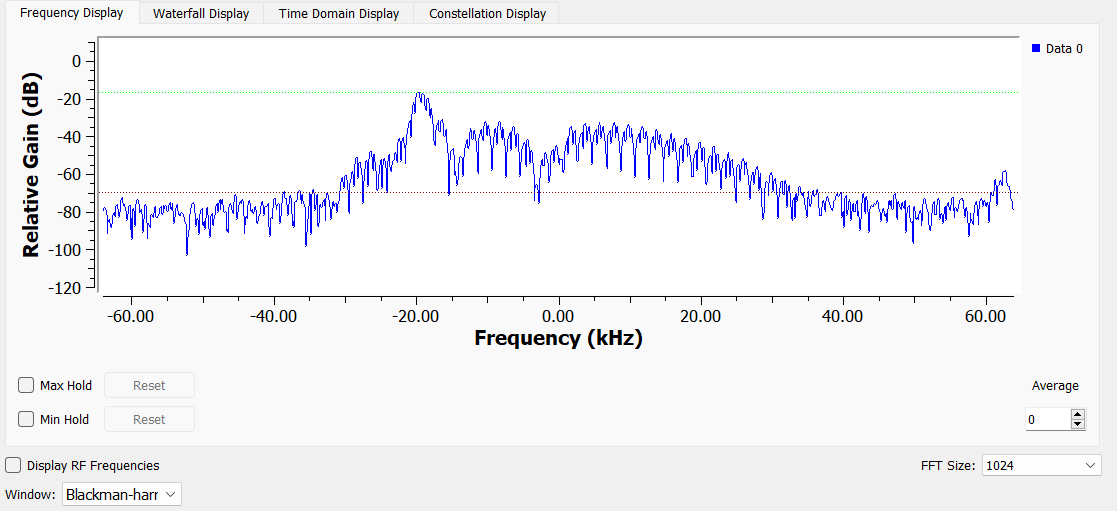 Frequency Display Waterfall Display Time Domain Display Constellation Display
Data 0
Relative Gain (dB)
0
-20
-40
-60
-80
-100
-120
-60.00 -40.00 -20.00 0.00 20.00 40.00 60.00
Frequency (kHz)
Max Hold Reset Average
Min Hold Reset 0
Display RF Frequencies FFT Size: 1024
Window: Blackman-harr